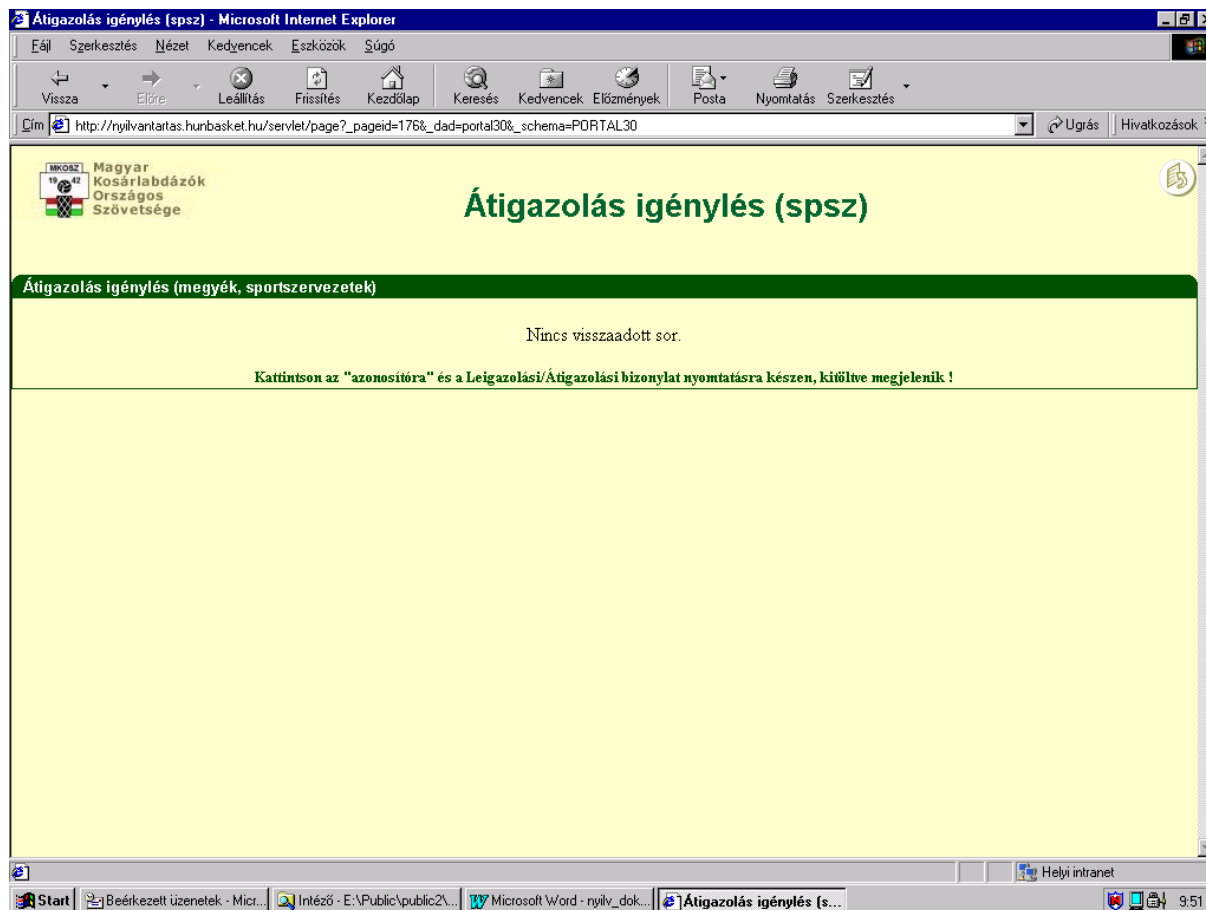 Átigazolás igénylés (spsz) - Microsoft Internet Explorer
Fájl Szerkesztés Nézet Kedvencek Eszközök Súgó
Vissza Előre Leállítás Frissítés Kezdőlap Keresés Kedvencek Előzmények Posta Nyomtatás Szerkesztés
Cím http://nyilvantartas.hunbasket.hu/servlet/page?_pageid=176&_dad=portal30&_schema=PORTAL30 Ugrás Hivatkozások
MKOSZ
19 42
Magyar
Kosárlabdázók
Országos
Szövetsége
Átigazolás igénylés (spsz)
Átigazolás igénylés (megyék, sportszervezetek)
Nincs visszaadott sor.
Kattintson az "azonosítóra" és a Leigazolási/Átigazolási bizonylat nyomtatásra készen, kitöltve megjelenik !
Helyi intranet
Start Beérkezett üzenetek - Micr... Intéző - E:\Public\public2\... Microsoft Word - nyilv_dok... Átigazolás igénylés (s... 9:51